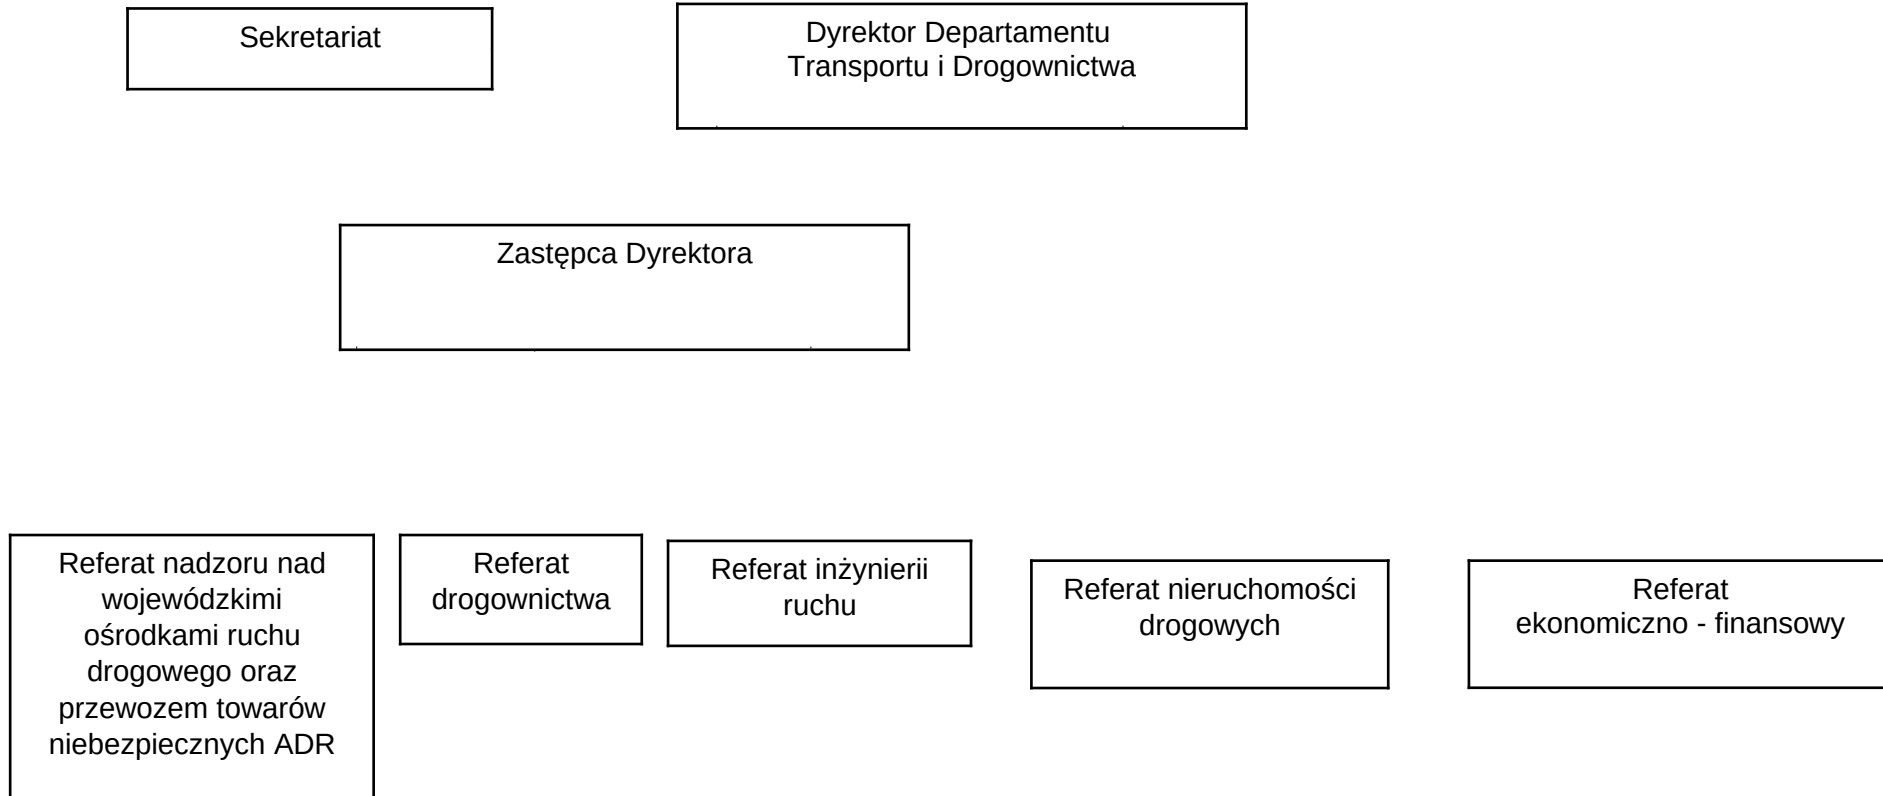 Sekretariat
Dyrektor Departamentu
Transportu i Drogownictwa
Zastępca Dyrektora
Referat nadzoru nad
wojewódzkimi
ośrodkami ruchu
drogowego oraz
przewozem towarów
niebezpiecznych ADR
Referat
drogownictwa
Referat inżynierii
ruchu
Referat nieruchomości
drogowych
Referat
ekonomiczno - finansowy